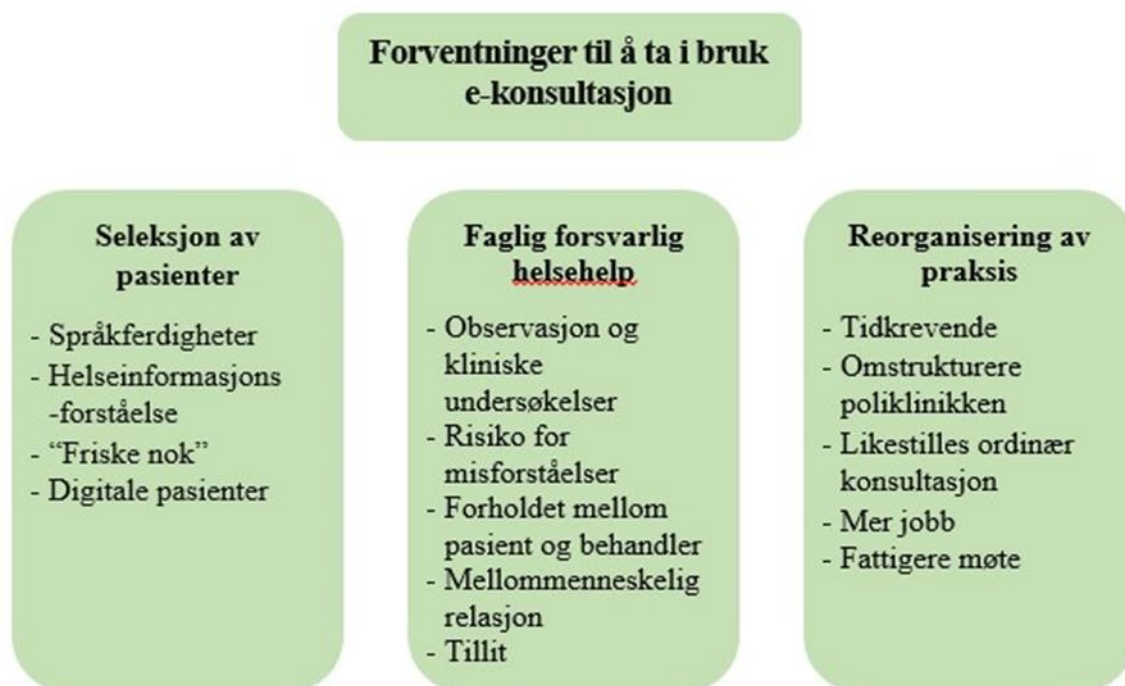 Forventninger til å ta i bruk
e-konsultasjon
Seleksjon av
pasienter
- Språkferdigheter
- Helseinformasjons
-forståelse
- “Friske nok”
- Digitale pasienter
Faglig forsvarlig
helsehelp
- Observasjon og
kliniske
undersøkelser
- Risiko for
misforståelser
- Forholdet mellom
pasient og behandler
- Mellommenneskelig
relasjon
- Tillit
Reorganisering av
praksis
- Tidkrevende
- Omstrukturere
poliklinikken
- Likestilles ordinær
konsultasjon
- Mer jobb
- Fattigere møte